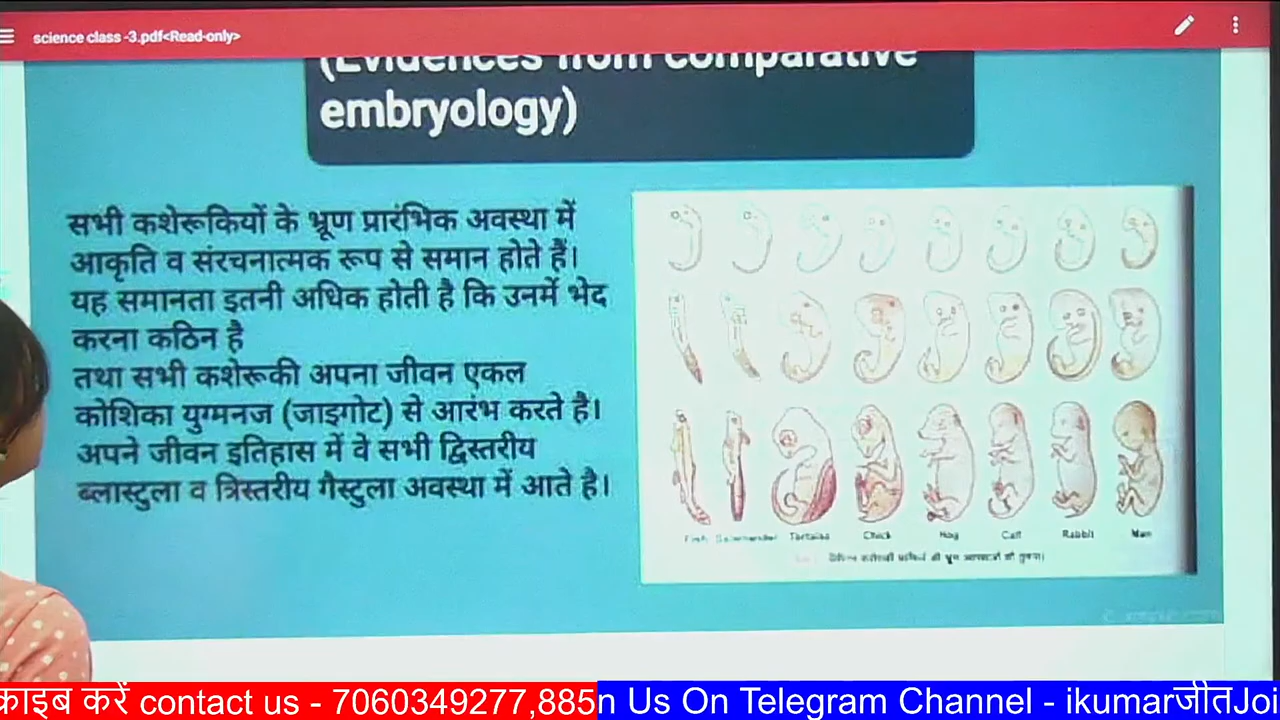 science class -3.pdf<Read-only>
(Evidences from comparative
embryology)
सभी कशेरूकियों के भ्रूण प्रारंभिक अवस्था में
आकृति व संरचनात्मक रूप से समान होते हैं।
यह समानता इतनी अधिक होती है कि उनमें भेद
करना कठिन है
तथा सभी कशेरूकी अपना जीवन एकल
कोशिका युग्मनज (जाइगोट) से आरंभ करते है।
अपने जीवन इतिहास में वे सभी द्विस्तरीय
ब्लास्टुला व त्रिस्तरीय गैस्टुला अवस्था में आते है।
Fish Salamander Tortoise Chick Hog Calf Rabbit Man
काइब करें contact us - 7060349277,885n Us On Telegram Channel - ikumarजीतJoi